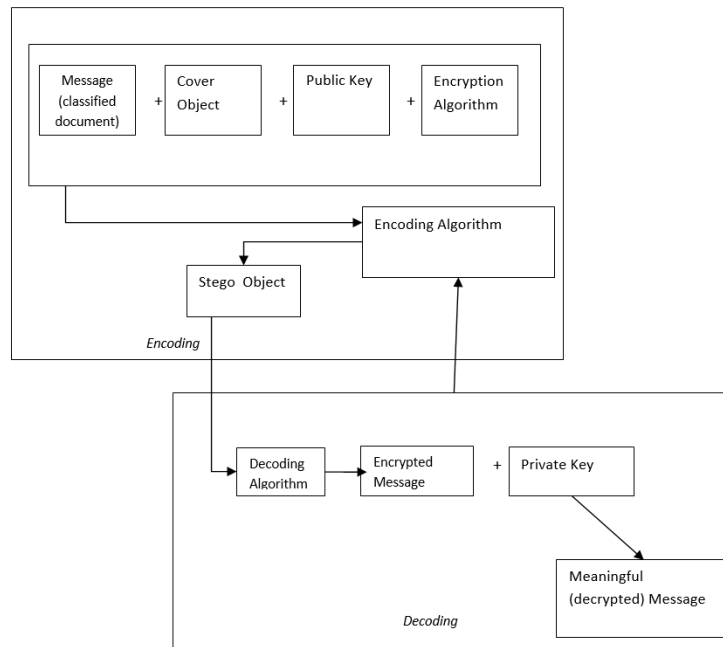 Message
(classified
document)
+
Cover
Object
+
Public Key
+
Encryption
Algorithm
Encoding Algorithm
Stego Object
Encoding
Decoding
Algorithm
Encrypted
Message
+
Private Key
Meaningful
(decrypted) Message
Decoding